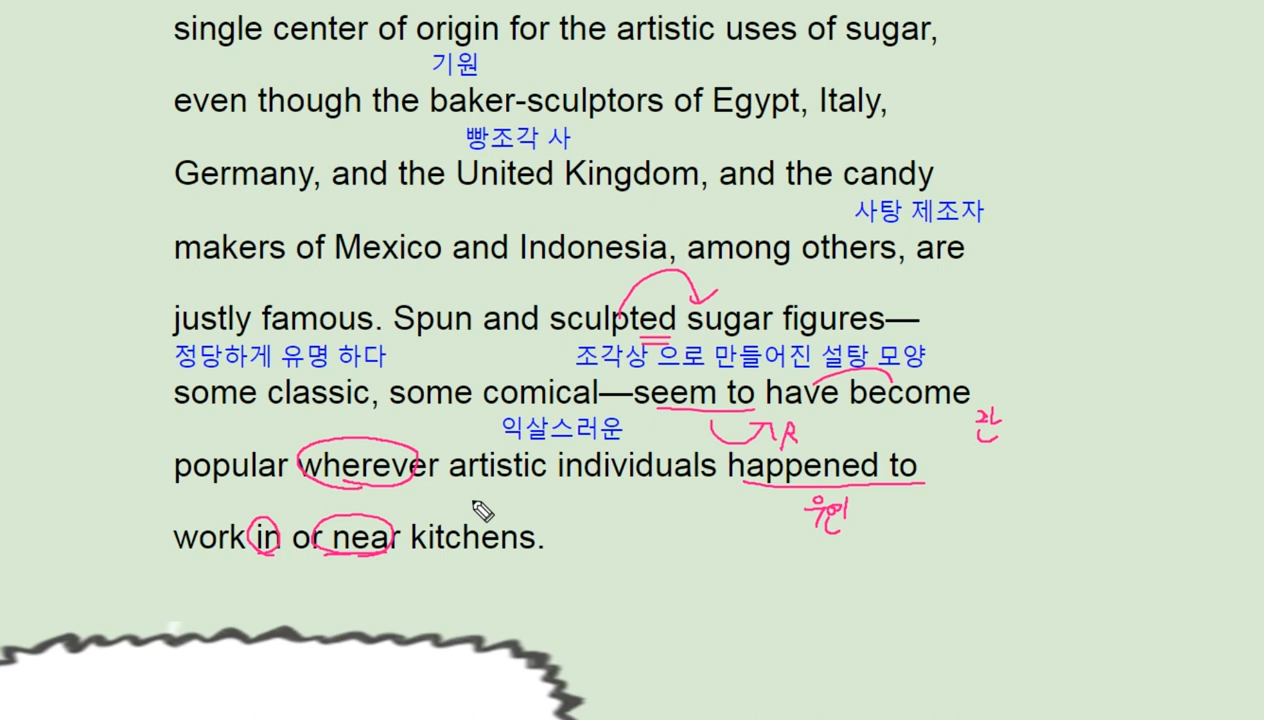 single center of origin for the artistic uses of sugar,
기원
even though the baker-sculptors of Egypt, Italy,
빵조각 사
Germany, and the United Kingdom, and the candy
사탕 제조자
makers of Mexico and Indonesia, among others, are
justly famous. Spun and sculpted sugar figures—
정당하게 유명 하다 조각상 으로 만들어진 설탕 모양
some classic, some comical—seem to have become
익살스러운 R
popular wherever artistic individuals happened to
우연
work in or near kitchens.